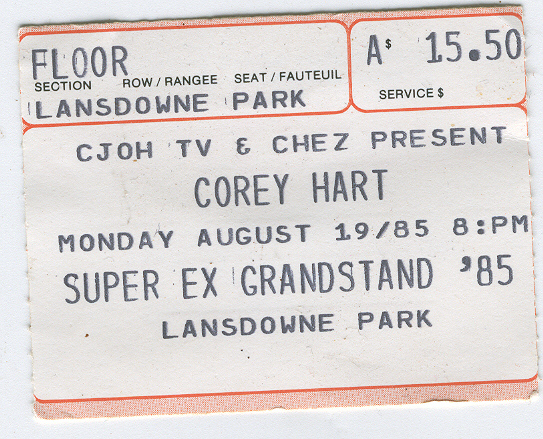 FLOOR A$ 15.50
SECTION ROW / RANGEE SEAT / FAUTEUIL
SERVICE $
LANSDOWNE PARK
CJOH TV & CHEZ PRESENT
COREY HART
MONDAY AUGUST 19/85 8:PM
SUPER EX GRANDSTAND '85
LANSDOWNE PARK